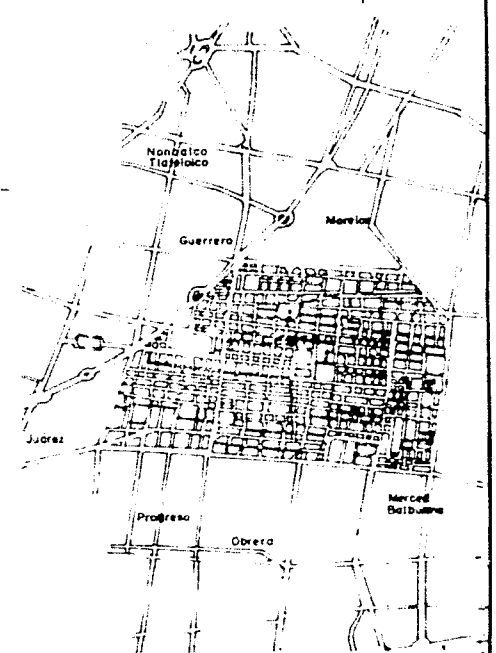 Nonoalco
Tlatelolco
Morelos
Guerrero
Juárez
Merced
Balbuena
Progreso
Obrera